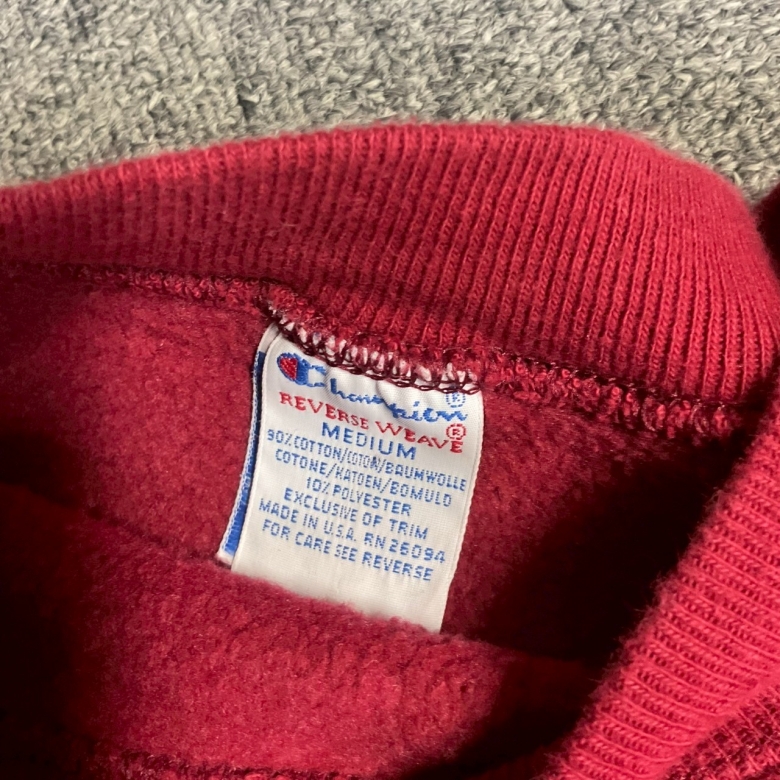 Champion®
REVERSE WEAVE®
MEDIUM
90% COTTON/COTON/BAUMWOLLE
COTONE/KATOEN/BOMULD
10% POLYESTER
EXCLUSIVE OF TRIM
MADE IN U.S.A. RN 26094
FOR CARE SEE REVERSE